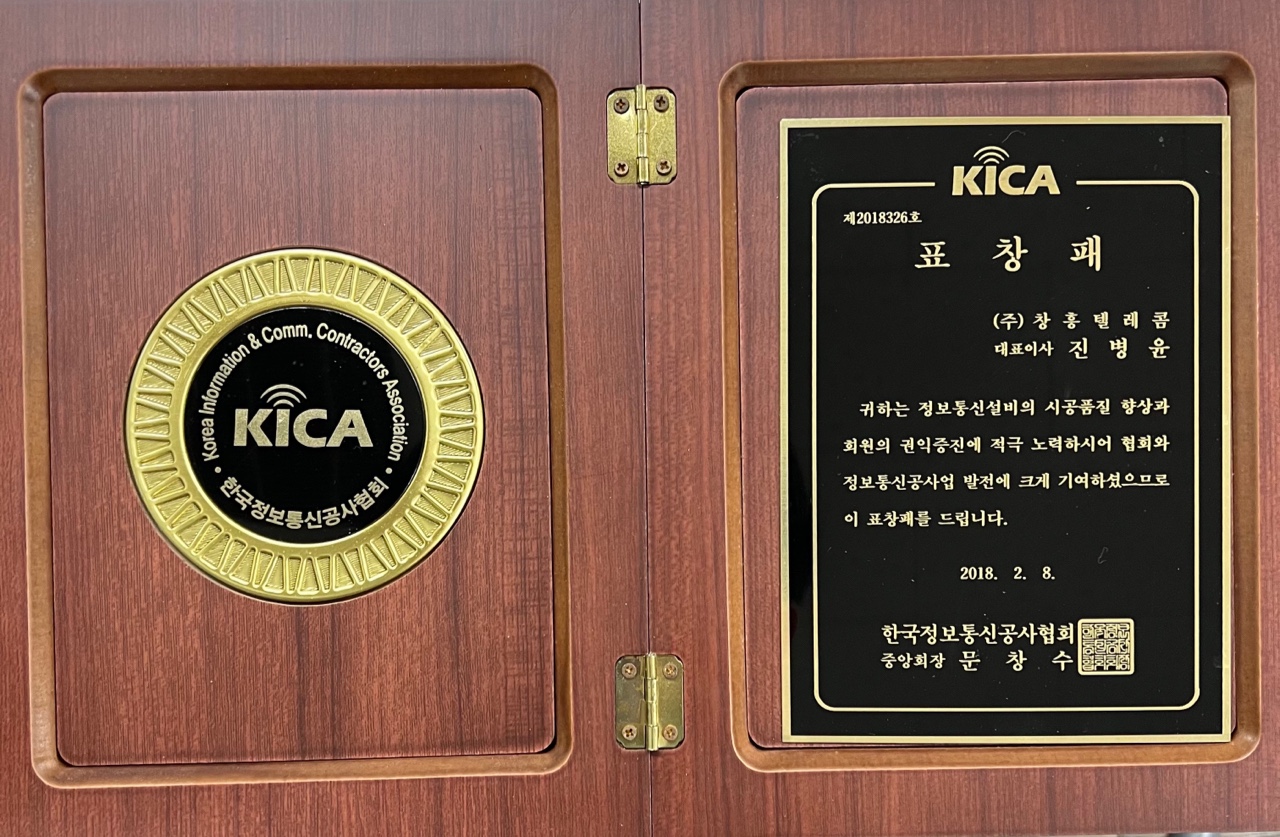 Korea Information & Comm. Contractors Association
KICA
• 한국정보통신공사협회 •
KICA
제2018326호
표 창 패
(주) 창 흥 텔 레 콤
대표이사 진 병 윤
귀하는 정보통신설비의 시공품질 향상과
회원의 권익증진에 적극 노력하시어 협회와
정보통신공사업 발전에 크게 기여하셨으므로
이 표창패를 드립니다.
2018. 2. 8.
한국정보통신공사협회
중앙회장 문 창 수